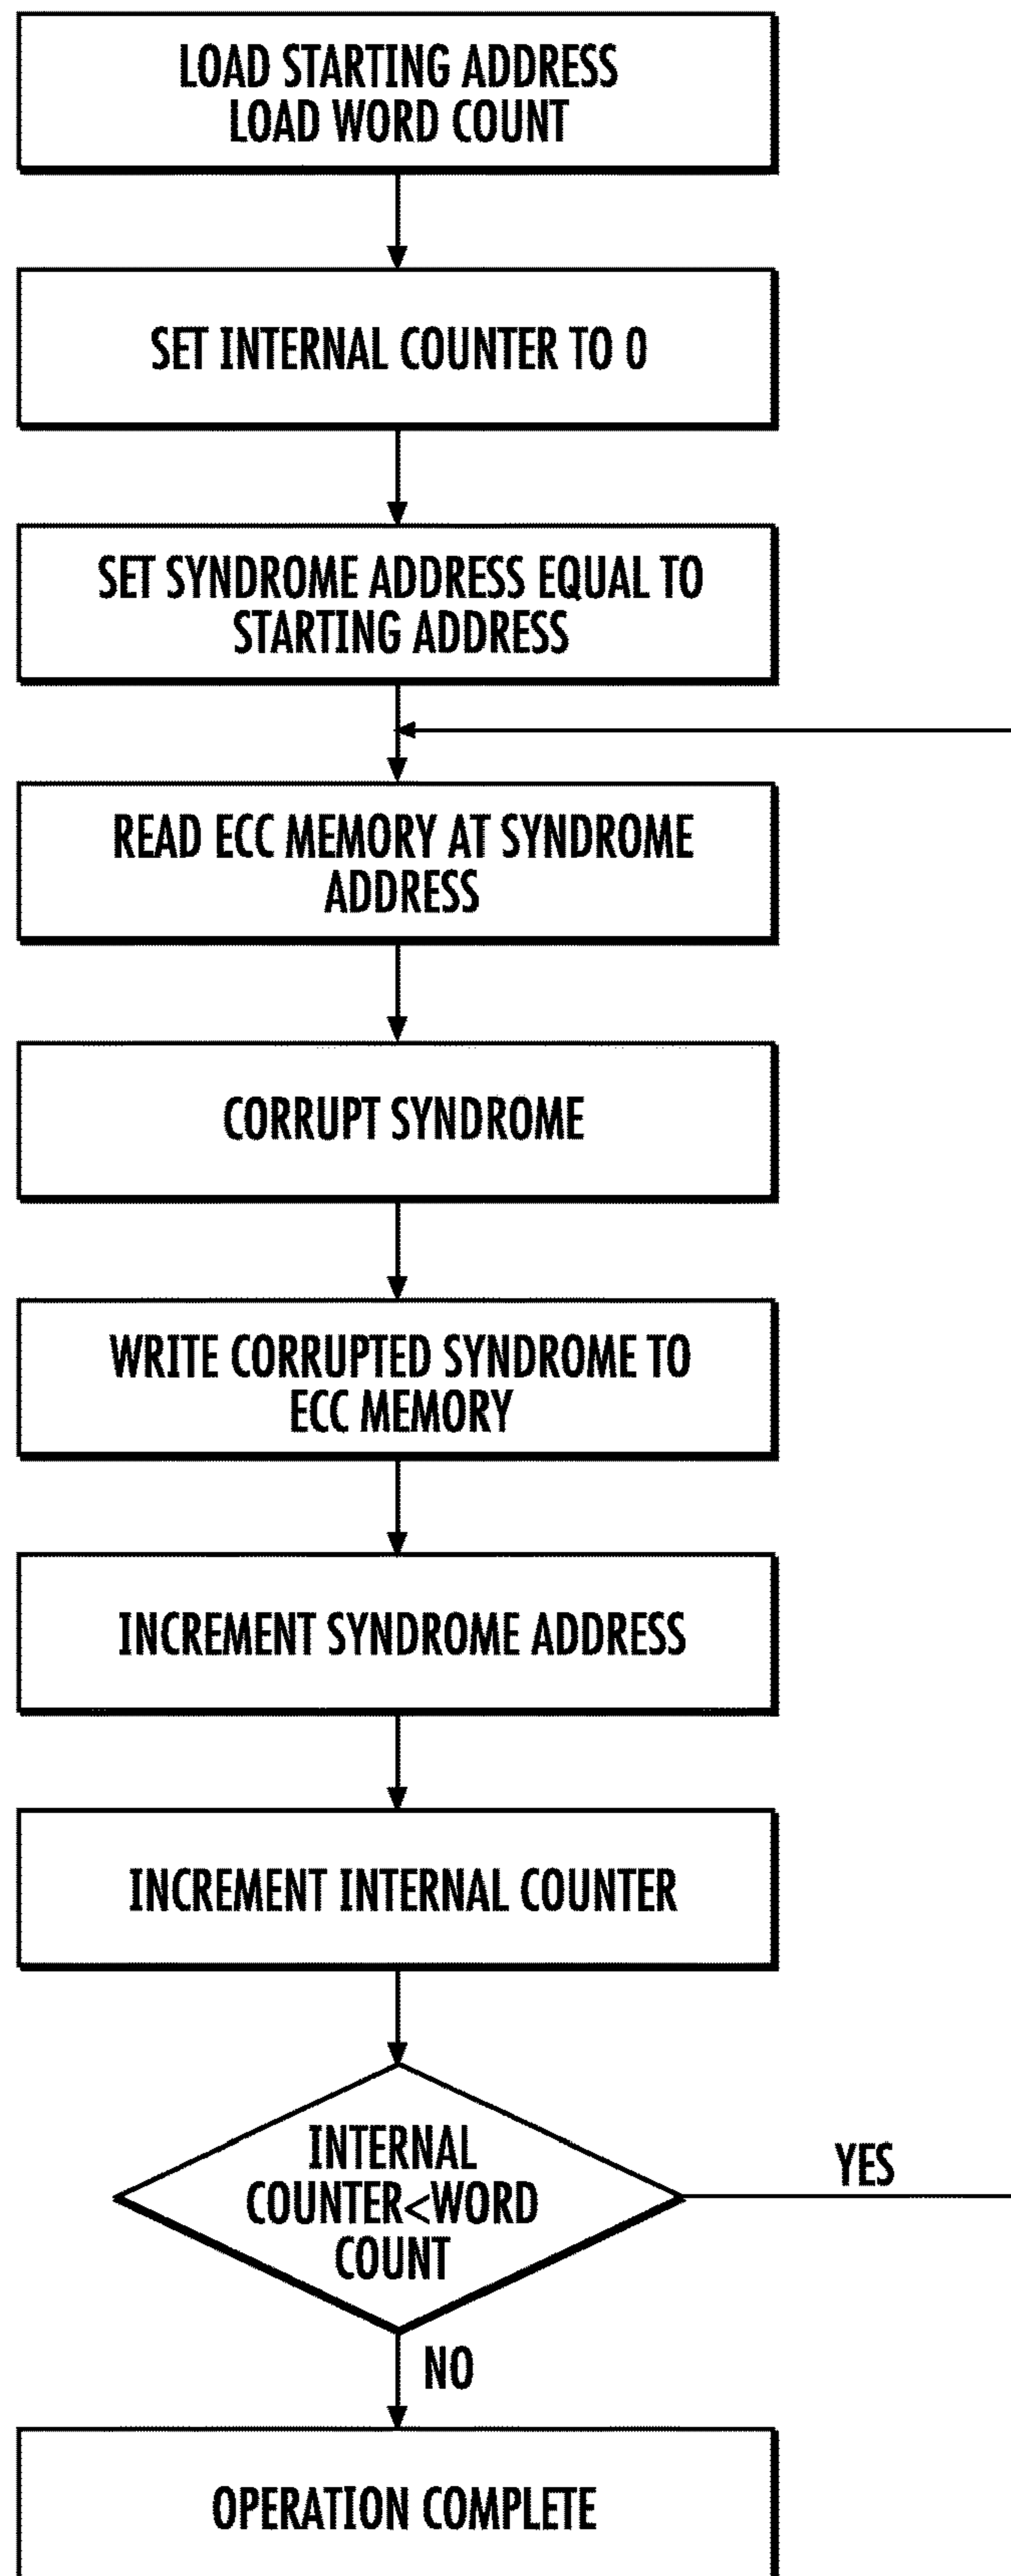 LOAD STARTING ADDRESS
LOAD WORD COUNT
SET INTERNAL COUNTER TO 0
SET SYNDROME ADDRESS EQUAL TO
STARTING ADDRESS
READ ECC MEMORY AT SYNDROME
ADDRESS
CORRUPT SYNDROME
WRITE CORRUPTED SYNDROME TO
ECC MEMORY
INCREMENT SYNDROME ADDRESS
INCREMENT INTERNAL COUNTER
INTERNAL
COUNTER<WORD
COUNT
YES
NO
OPERATION COMPLETE